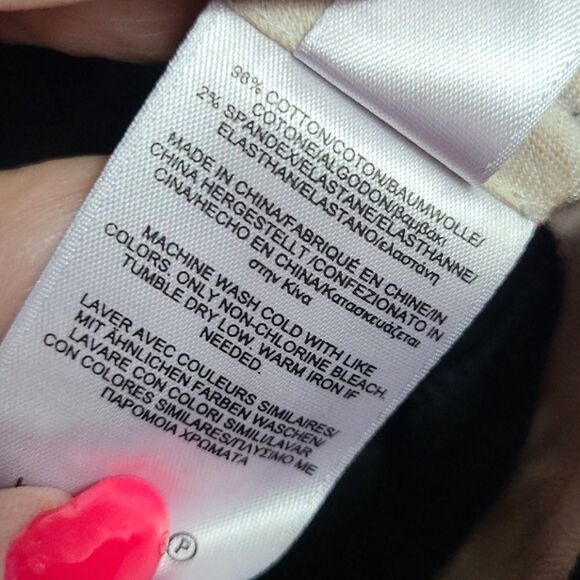 98% COTTON/COTON/BAUMWOLLE/
COTONE/ALGODON/βαμβάκι
2% SPANDEX/ELASTANE/ELASTHANNE/
ELASTHAN/ELASTANO/ελαστάνη
MADE IN CHINA/FABRIQUÉ EN CHINE/IN
CHINA HERGESTELLT /CONFEZIONATO IN
CINA/HECHO EN CHINA/Κατασκευάζεται
στην Κίνα
MACHINE WASH COLD WITH LIKE
COLORS, ONLY NON-CHLORINE BLEACH.
TUMBLE DRY LOW, WARM IRON IF
NEEDED.
LAVER AVEC COULEURS SIMILAIRES/
MIT ÄHNLICHEN FARBEN WASCHEN/
LAVARE CON COLORI SIMILI/LAVAR
CON COLORES SIMILARES/ΠΛΥΣΙΜΟ ΜΕ
ΠΑΡΟΜΟΙΑ ΧΡΩΜΑΤΑ
P